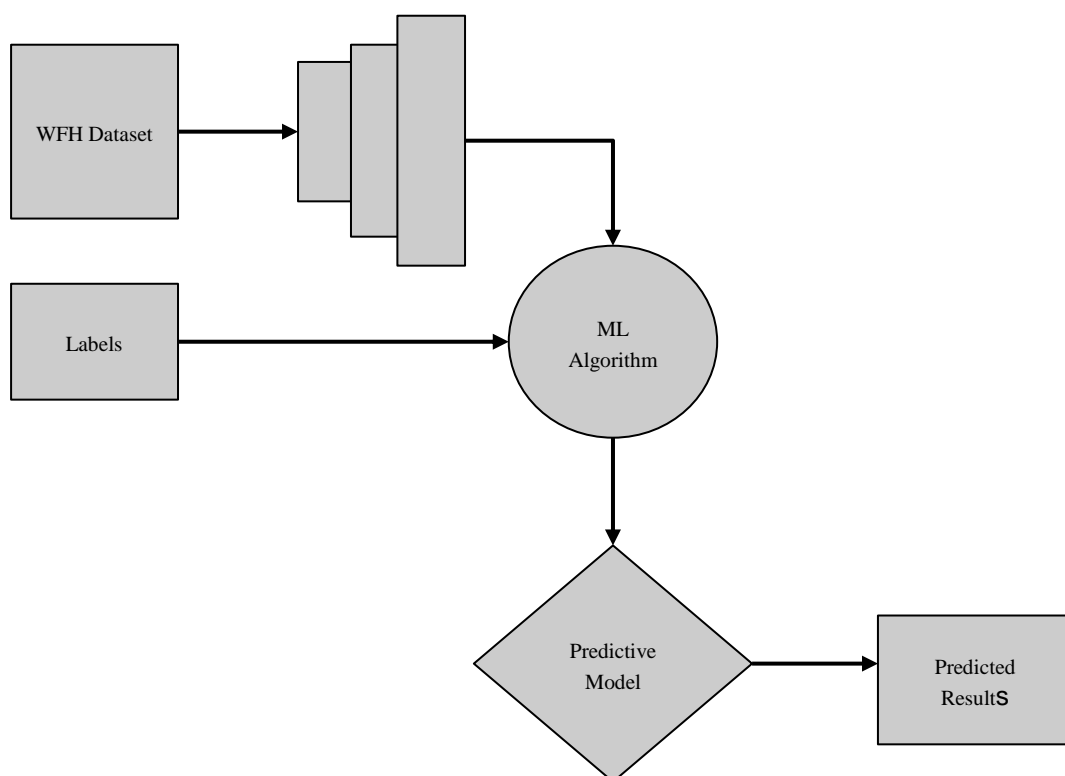 WFH Dataset
Labels
ML
Algorithm
Predictive
Model
Predicted
Results